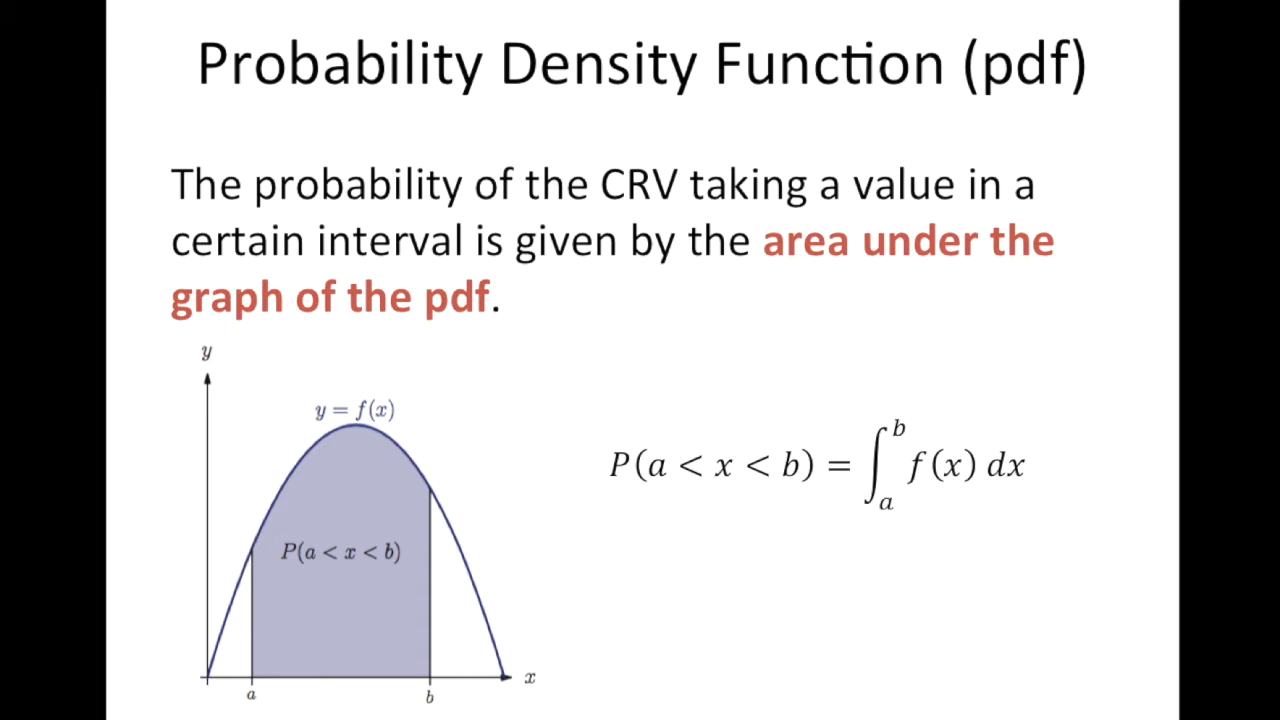 Probability Density Function (pdf)
The probability of the CRV taking a value in a
certain interval is given by the area under the
graph of the pdf.
y
y = f(x)
P(a < x < b)
a
b
x
P(a < x < b) = ∫_a^b f(x) dx